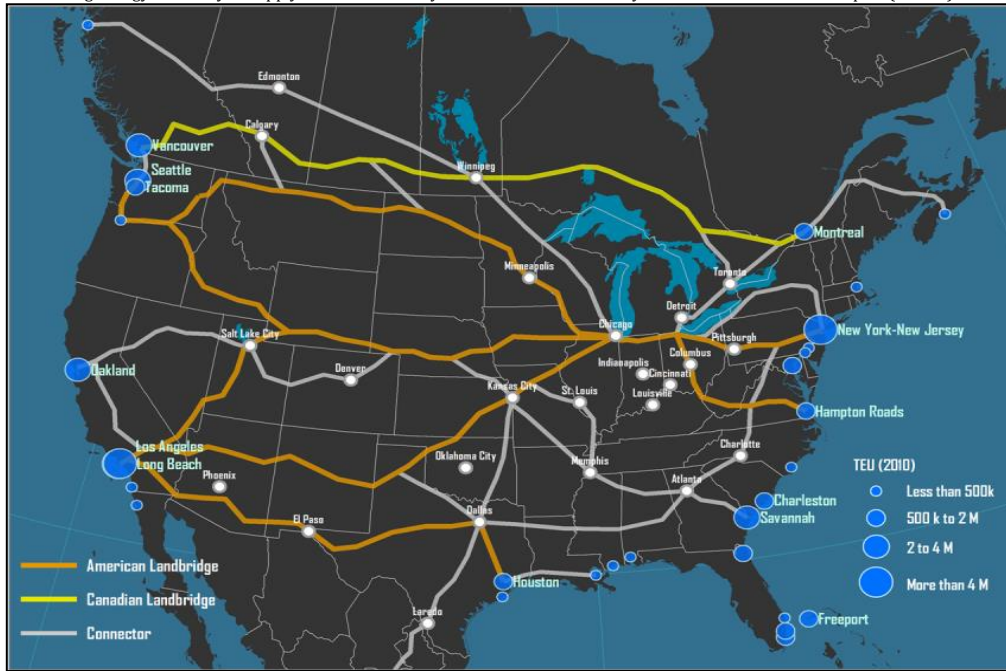 Edmonton
Calgary
Vancouver
Winnipeg
Seattle
Tacoma
Montreal
Minneapolis
Toronto
Detroit
Chicago
New York-New Jersey
Salt Lake City
Pittsburgh
Columbus
Oakland
Denver
Indianapolis
Cincinnati
Kansas City
St. Louis
Louisville
Hampton Roads
Los Angeles
Long Beach
Oklahoma City
Memphis
Charlotte
Phoenix
Atlanta
TEU (2010)
Less than 500k
Charleston
El Paso
Dallas
Savannah
500 k to 2 M
2 to 4 M
American Landbridge
Houston
More than 4 M
Canadian Landbridge
Laredo
Freeport
Connector